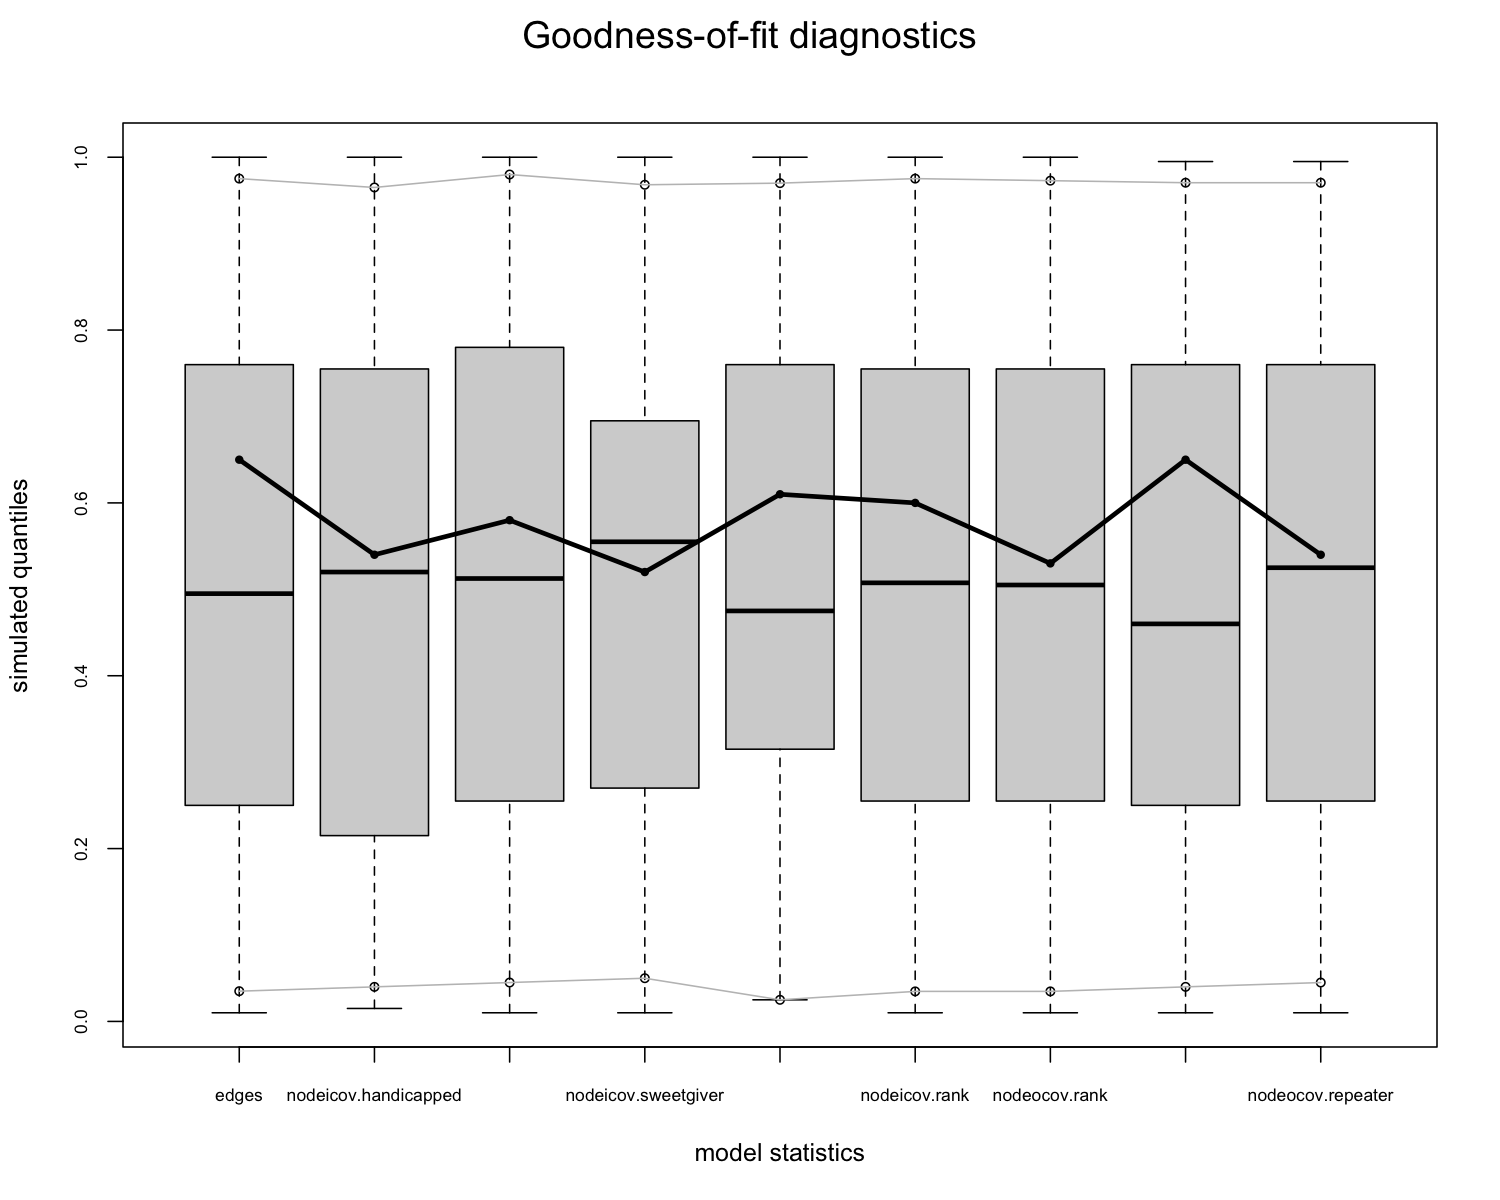 Goodness-of-fit diagnostics
simulated quantiles
1.0
0.8
0.6
0.4
0.2
0.0
edges nodeicov.handicapped nodeicov.sweetgiver nodeicov.rank nodeocov.rank nodeocov.repeater
model statistics